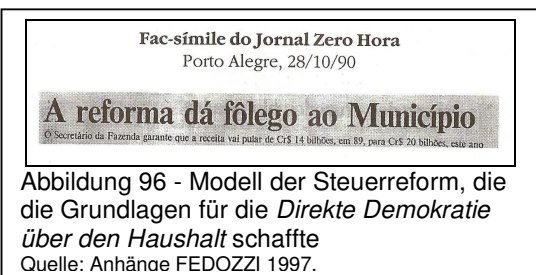 Fac-símile do Jornal Zero Hora
Porto Alegre, 28/10/90
A reforma dá fôlego ao Município
O Secretário da Fazenda garante que a receita vai pular de Cr$ 14 bilhões, em 89, para Cr$ 20 bilhões, este ano
Abbildung 96 - Modell der Steuerreform, die
die Grundlagen für die Direkte Demokratie
über den Haushalt schaffte
Quelle: Anhänge FEDOZZI 1997.